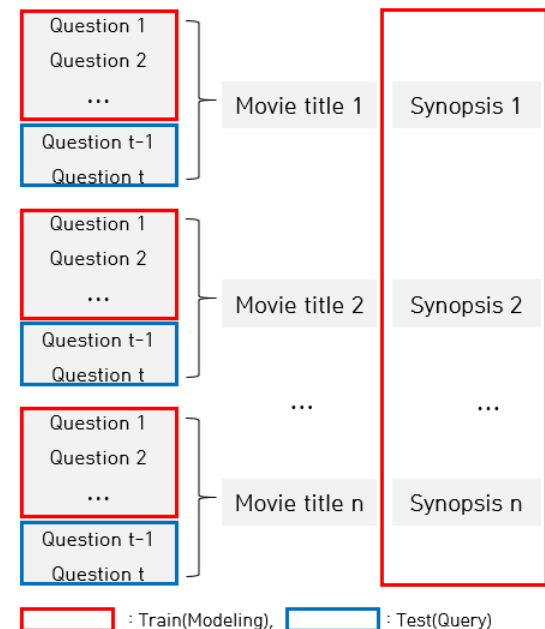 Question 1
Question 2
...
Question t-1
Question t
Movie title 1
Synopsis 1
Question 1
Question 2
...
Question t-1
Question t
Movie title 2
Synopsis 2
...
...
Question 1
Question 2
...
Question t-1
Question t
Movie title n
Synopsis n
: Train(Modeling),
: Test(Query)